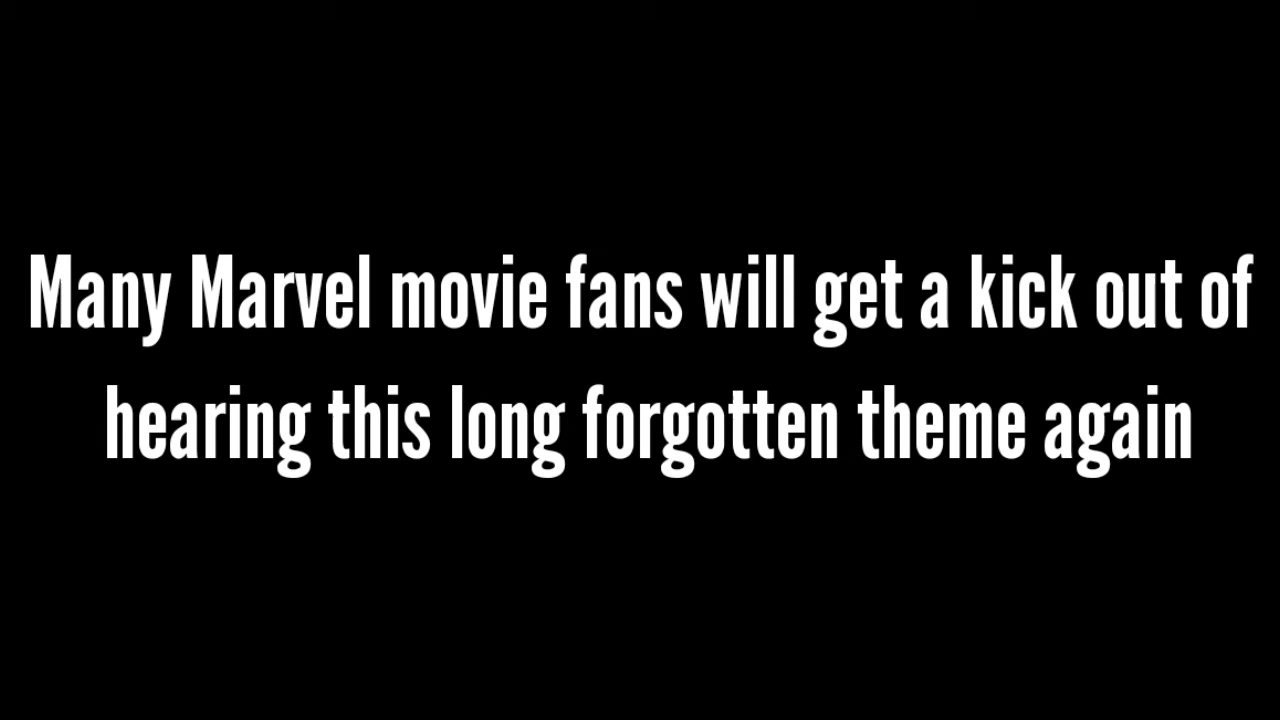 Many Marvel movie fans will get a kick out of
hearing this long forgotten theme again